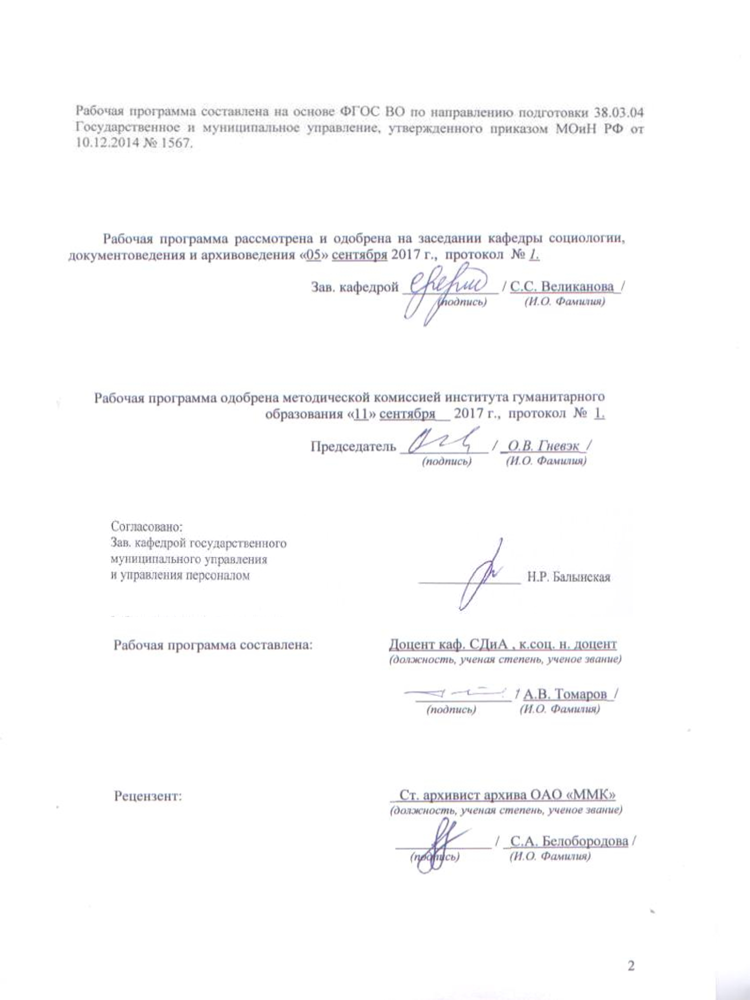 Рабочая программа составлена на основе ФГОС ВО по направлению подготовки 38.03.04
Государственное и муниципальное управление, утвержденного приказом МОиН РФ от
10.12.2014 № 1567.
Рабочая программа рассмотрена и одобрена на заседании кафедры социологии,
документоведения и архивоведения «05» сентября 2017 г., протокол № 1.
Зав. кафедрой / С.С. Великанова /
(подпись) (И.О. Фамилия)
Рабочая программа одобрена методической комиссией института гуманитарного
образования «11» сентября 2017 г., протокол № 1.
Председатель / О.В. Гневэк /
(подпись) (И.О. Фамилия)
Согласовано:
Зав. кафедрой государственного
муниципального управления
и управления персоналом Н.Р. Балынская
Рабочая программа составлена: Доцент каф. СДиА , к.соц. н. доцент
(должность, ученая степень, ученое звание)
/ А.В. Томаров /
(подпись) (И.О. Фамилия)
Рецензент: Ст. архивист архива ОАО «ММК»
(должность, ученая степень, ученое звание)
/ С.А. Белобородова /
(подпись) (И.О. Фамилия)
2